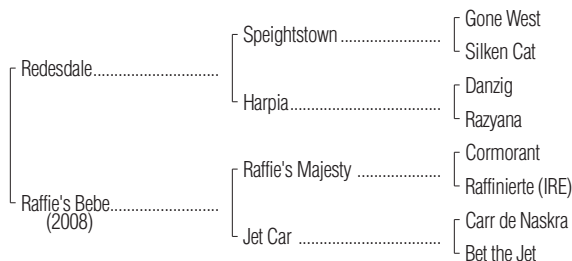 Gone West
Speightstown
Silken Cat
Redesdale
Danzig
Harpia
Razyana
Cormorant
Raffie's Majesty
Raffinierte (IRE)
Raffie's Bebe
(2008)
Carr de Naskra
Jet Car
Bet the Jet